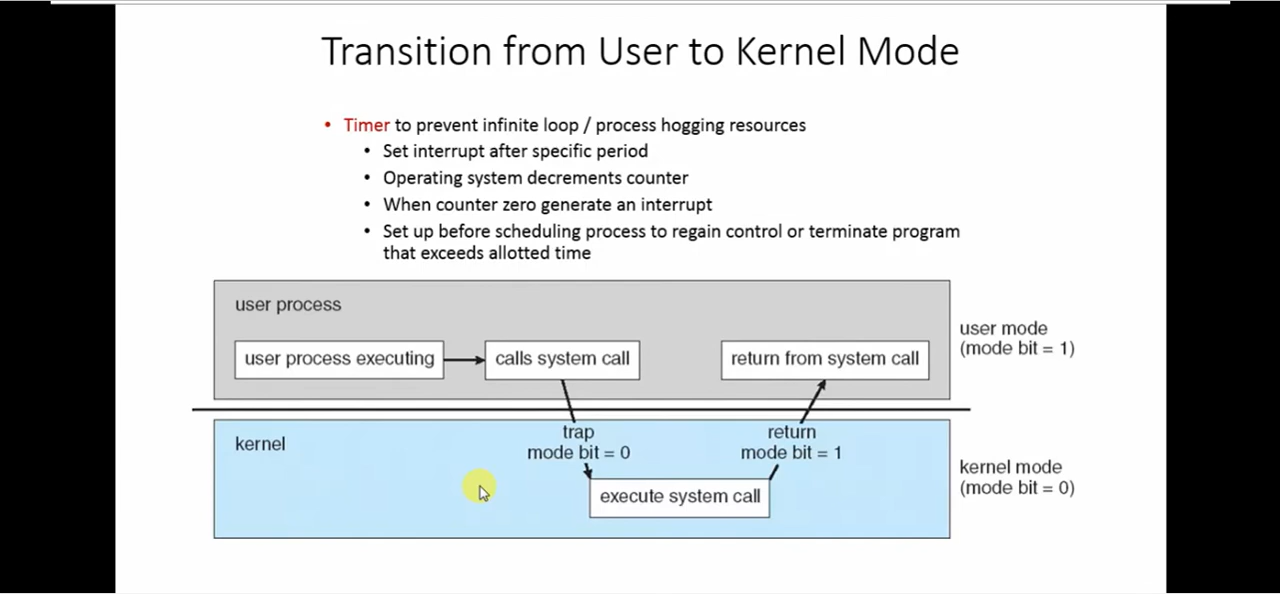 Transition from User to Kernel Mode
• Timer to prevent infinite loop / process hogging resources
• Set interrupt after specific period
• Operating system decrements counter
• When counter zero generate an interrupt
• Set up before scheduling process to regain control or terminate program
that exceeds allotted time
user process
user process executing
calls system call
return from system call
user mode
(mode bit = 1)
kernel
trap
mode bit = 0
return
mode bit = 1
execute system call
kernel mode
(mode bit = 0)